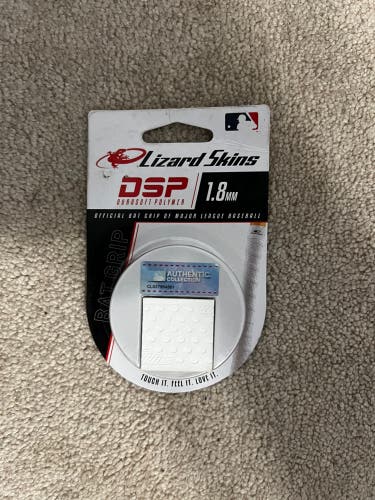 Lizard Skins
DSP
DUROSOFT POLYMER
1.8MM
OFFICIAL BAT GRIP OF MAJOR LEAGUE BASEBALL
BAT GRIP
AUTHENTIC
COLLECTION
TOUCH IT. FEEL IT. LOVE IT.